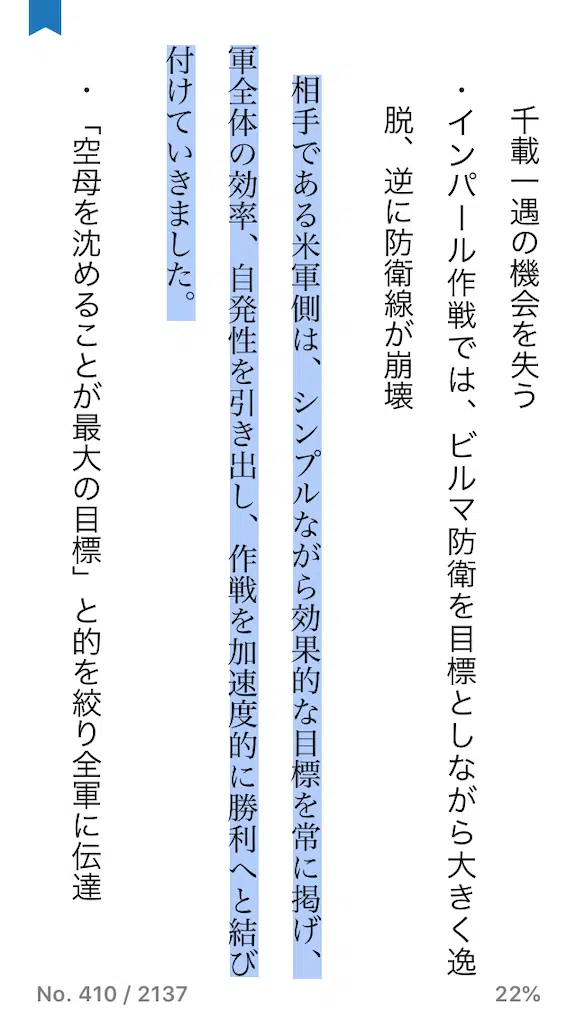 千載一遇の機会を失う
・インパール作戦では、ビルマ防衛を目標としながら大きく逸
脱、逆に防衛線が崩壊
相手である米軍側は、シンプルながら効果的な目標を常に掲げ、
軍全体の効率、自発性を引き出し、作戦を加速度的に勝利へと結び
付けていきました。
・「空母を沈めることが最大の目標」と的を絞り全軍に伝達
No. 410 / 2137
22%